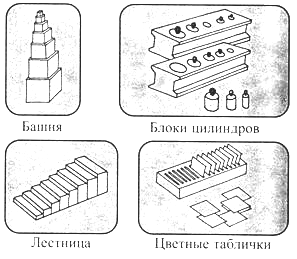 Башня
Блоки цилиндров
Лестница
Цветные таблички